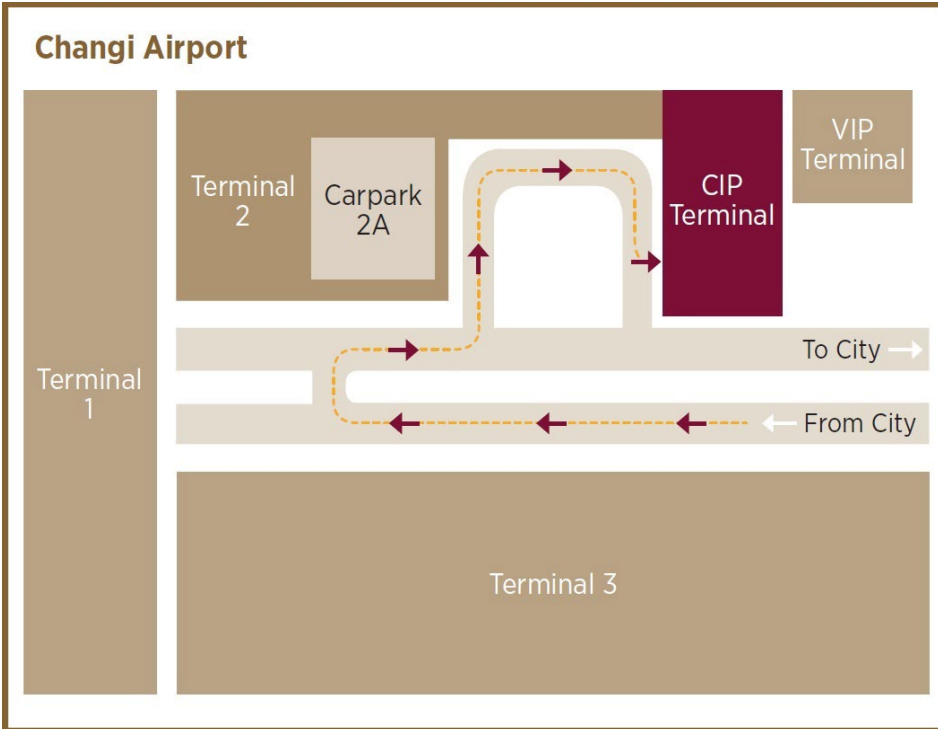 Changi Airport
Terminal
1
Terminal
2
Carpark
2A
CIP
Terminal
VIP
Terminal
To City
From City
Terminal 3